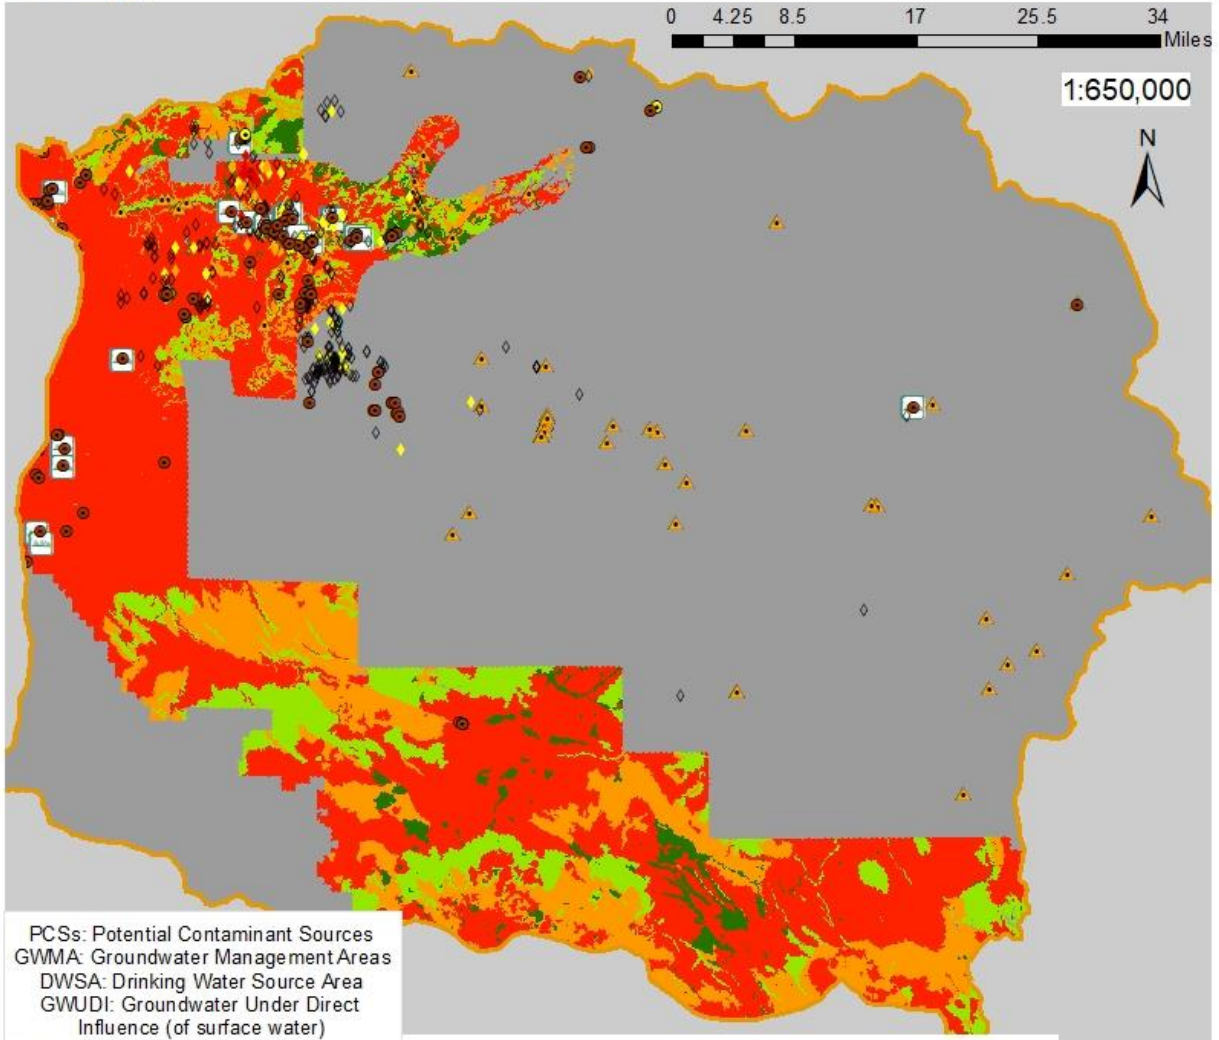 0 4.25 8.5 17 25.5 34
Miles
1:650,000
N
PCSs: Potential Contaminant Sources
GWMA: Groundwater Management Areas
DWSA: Drinking Water Source Area
GWUDI: Groundwater Under Direct
Influence (of surface water)